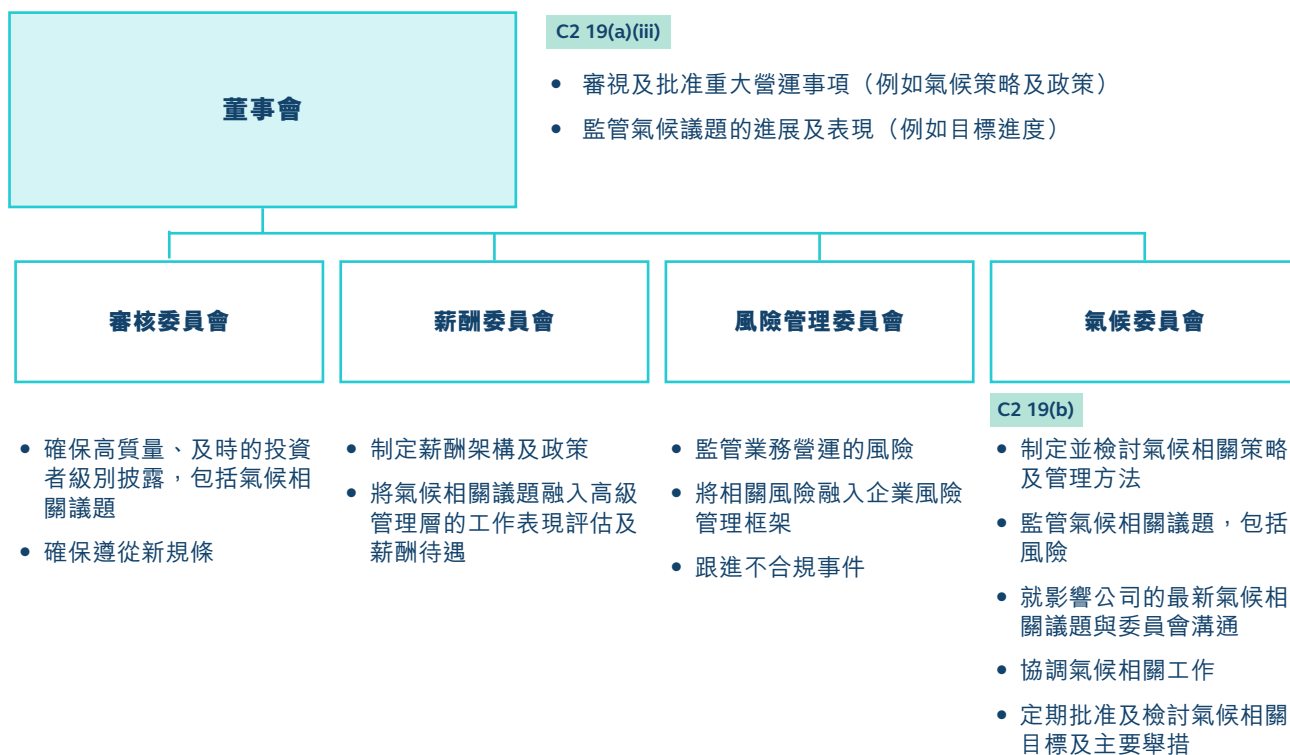 C2 19(a)(iii)
董事會
• 審視及批准重大營運事項（例如氣候策略及政策）
• 監管氣候議題的進展及表現（例如目標進度）
審核委員會
薪酬委員會
風險管理委員會
氣候委員會
• 確保高質量、及時的投資
者級別披露，包括氣候相
關議題
• 確保遵從新規條
• 制定薪酬架構及政策
• 將氣候相關議題融入高級
管理層的工作表現評估及
薪酬待遇
• 監管業務營運的風險
• 將相關風險融入企業風險
管理框架
• 跟進不合規事件
C2 19(b)
• 制定並檢討氣候相關策略
及管理方法
• 監管氣候相關議題，包括
風險
• 就影響公司的最新氣候相
關議題與委員會溝通
• 協調氣候相關工作
• 定期批准及檢討氣候相關
目標及主要舉措